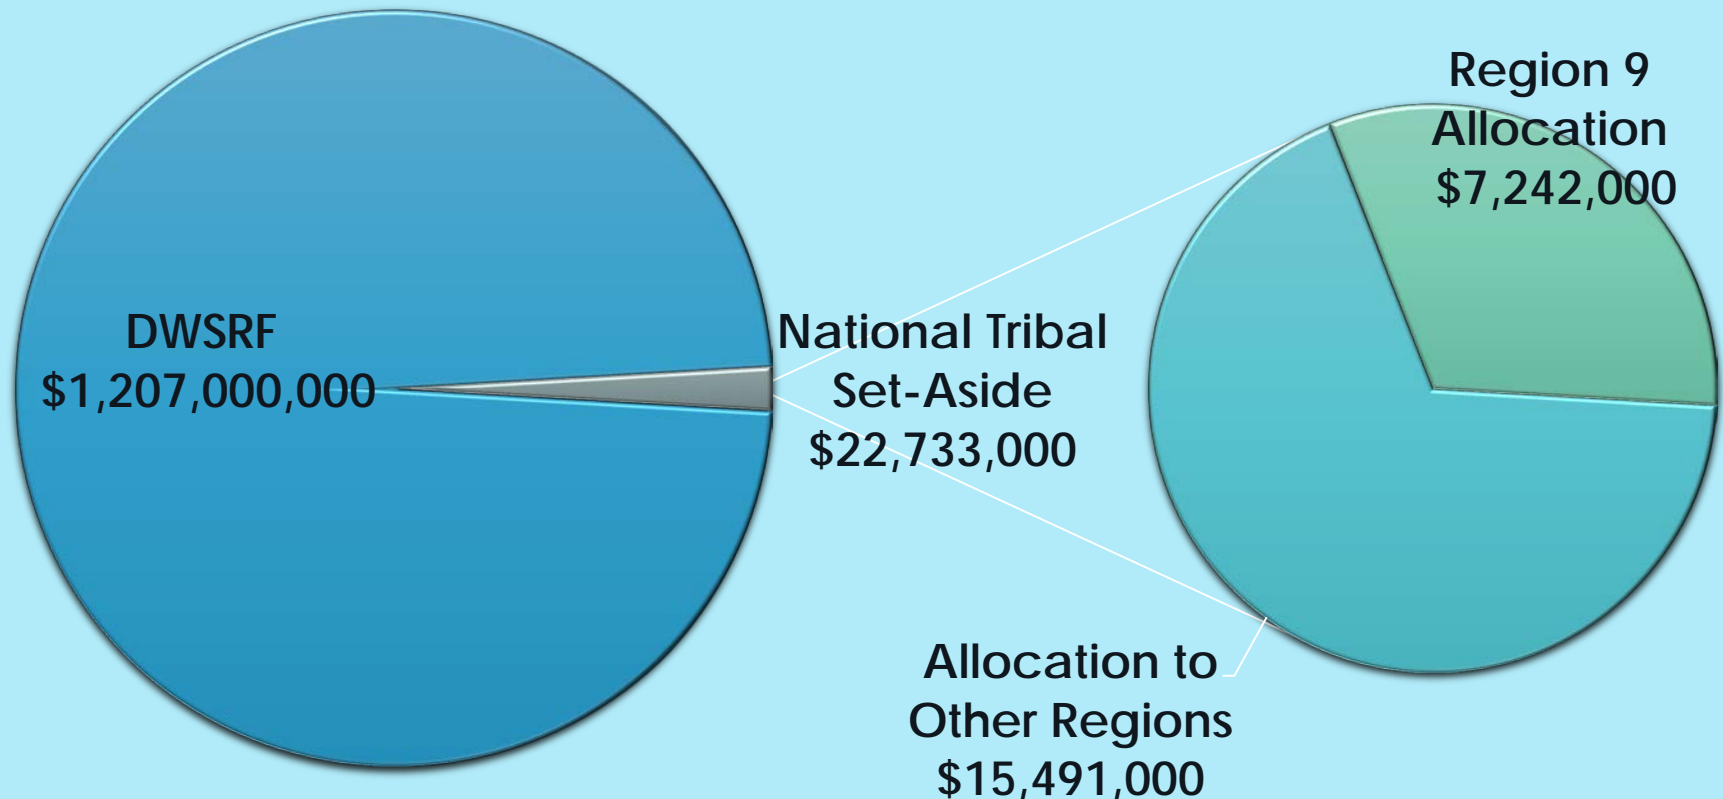 DWSRF
$1,207,000,000
National Tribal
Set-Aside
$22,733,000
Region 9
Allocation
$7,242,000
Allocation to
Other Regions
$15,491,000